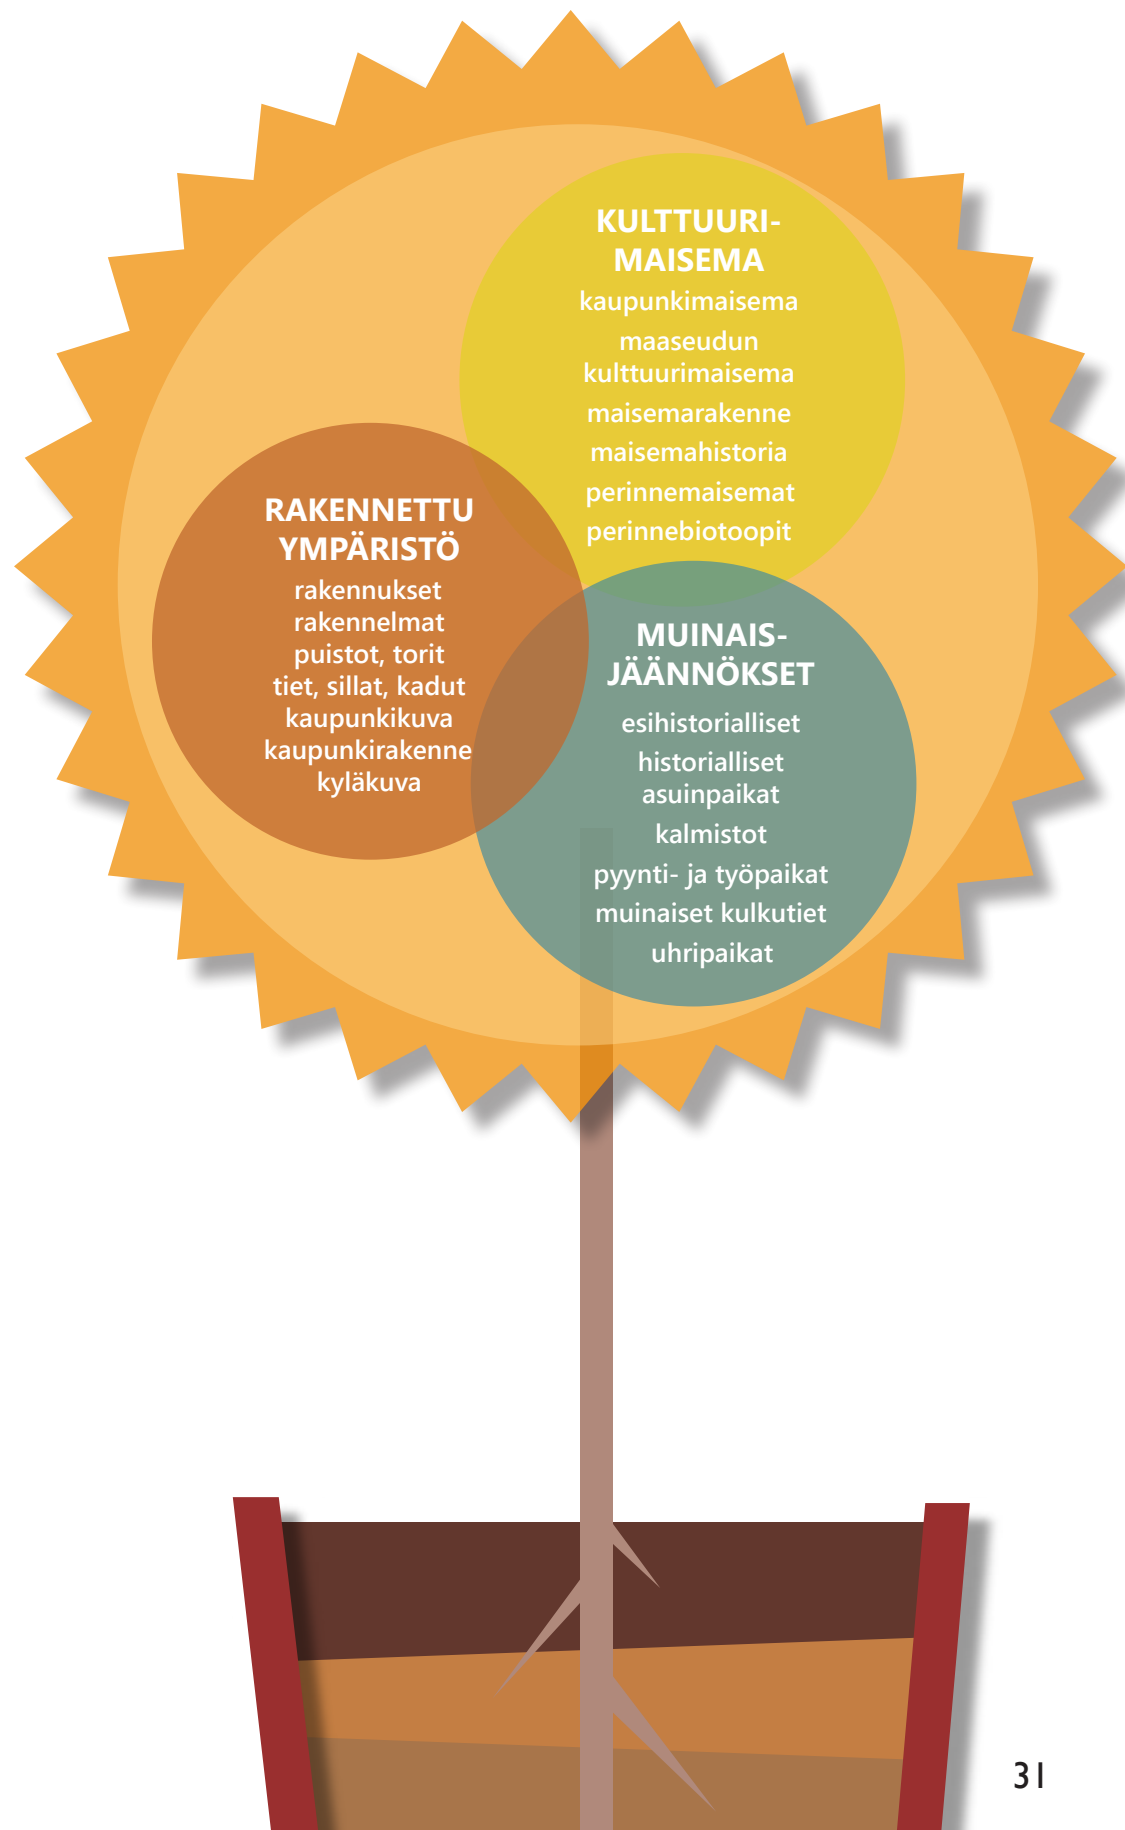 KULTTUURI-
MAISEMA
kaupunkimaisema
maaseudun
kulttuurimaisema
maisemarakenne
maisemahistoria
perinnemaisemat
perinnebiotoopit
RAKENNETTU
YMPÄRISTÖ
rakennukset
rakennelmat
puistot, torit
tiet, sillat, kadut
kaupunkikuva
kaupunkirakenne
kyläkuva
MUINAIS-
JÄÄNNÖKSET
esihistorialliset
historialliset
asuinpaikat
kalmistot
pyynti- ja työpaikat
muinaiset kulkutiet
uhripaikat
31